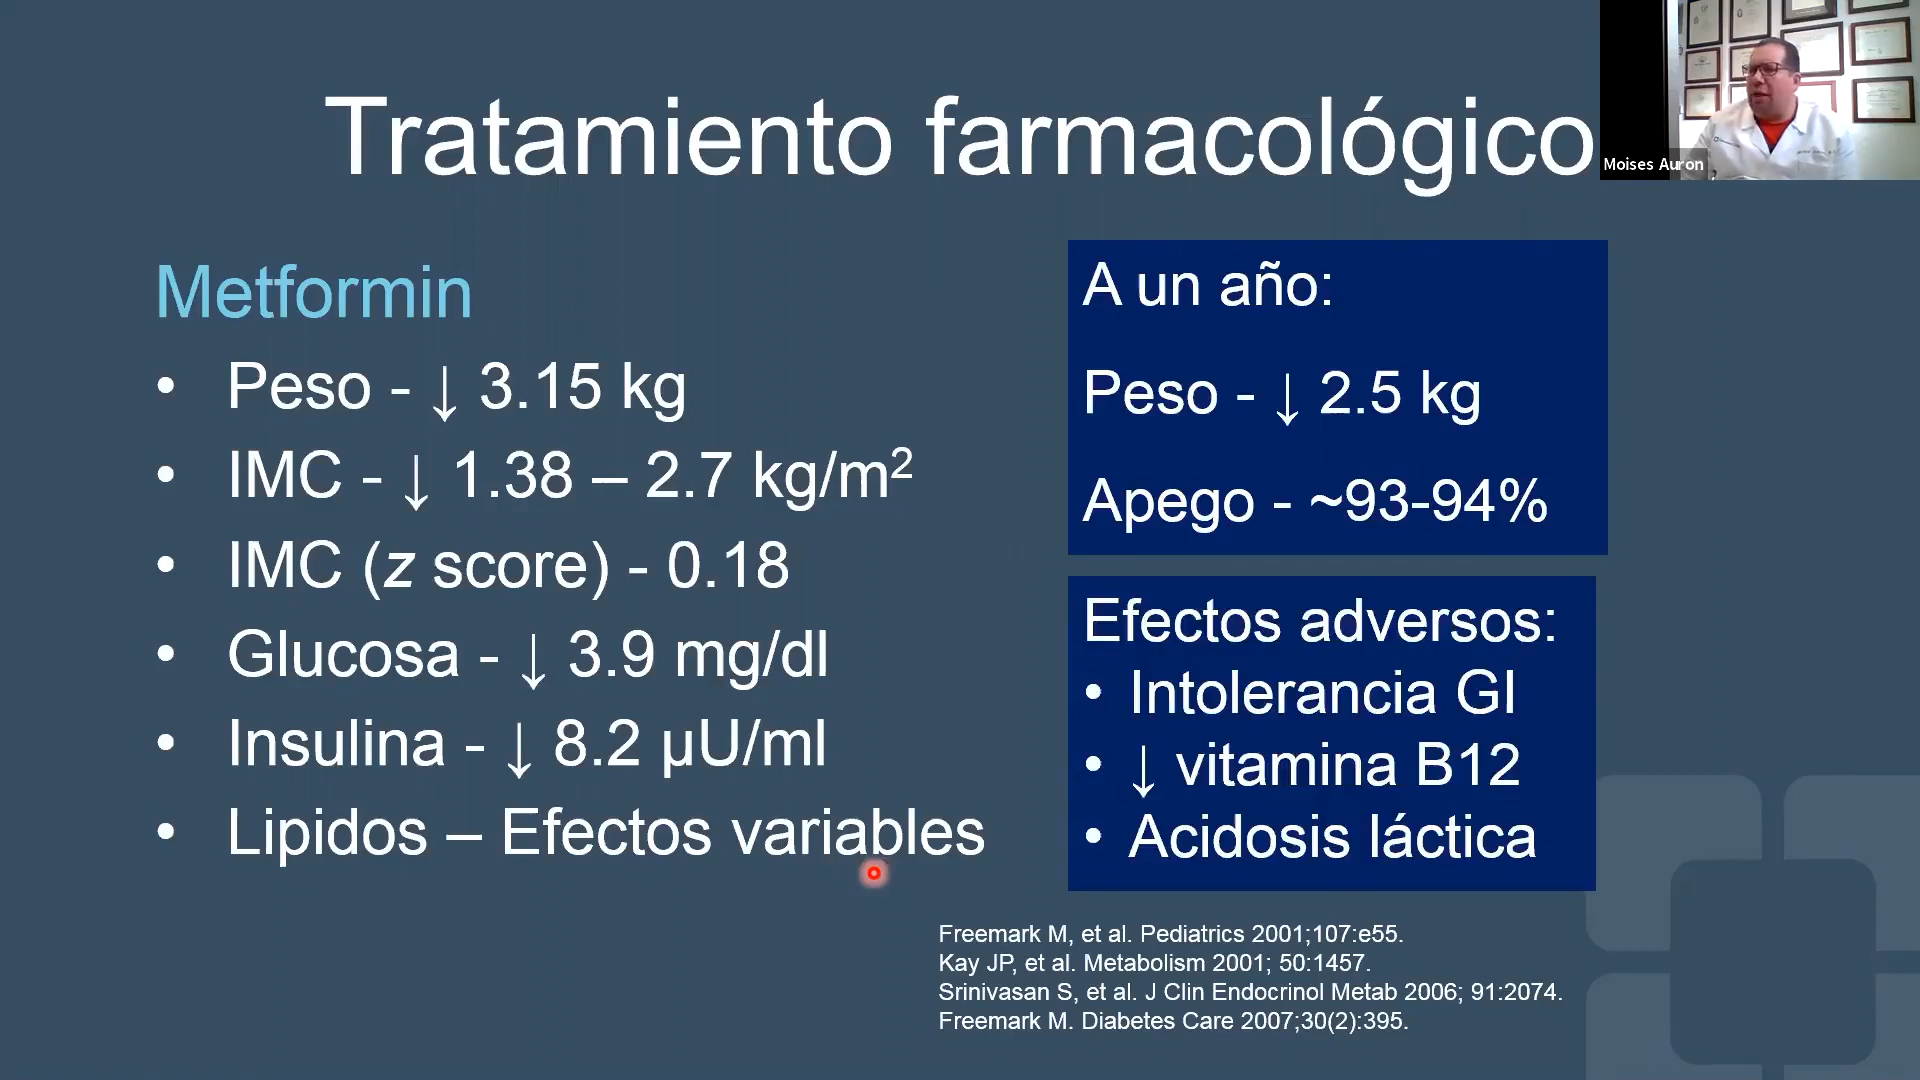 Tratamiento farmacológico
Moises Auron
Metformin
• Peso - ↓ 3.15 kg
• IMC - ↓ 1.38 – 2.7 kg/m²
• IMC (z score) - 0.18
• Glucosa - ↓ 3.9 mg/dl
• Insulina - ↓ 8.2 µU/ml
• Lipidos – Efectos variables
A un año:
Peso - ↓ 2.5 kg
Apego - ~93-94%
Efectos adversos:
• Intolerancia GI
• ↓ vitamina B12
• Acidosis láctica
Freemark M, et al. Pediatrics 2001;107:e55.
Kay JP, et al. Metabolism 2001; 50:1457.
Srinivasan S, et al. J Clin Endocrinol Metab 2006; 91:2074.
Freemark M. Diabetes Care 2007;30(2):395.